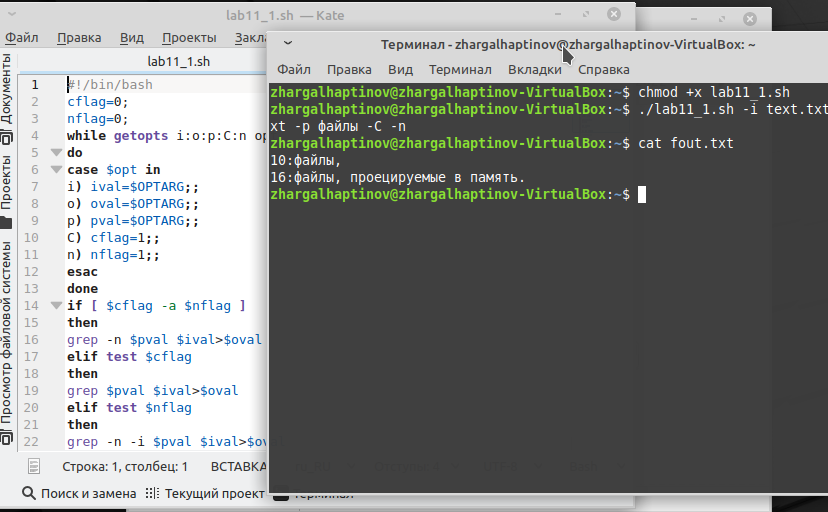 lab11_1.sh — Kate
Файл Правка Вид Проекты Закл
lab11_1.sh
Документы
Проекты
Просмотр файловой системы
1 #!/bin/bash
2 cflag=0;
3 nflag=0;
4 while getopts i:o:p:C:n op
5 do
6 case $opt in
7 i) ival=$OPTARG;;
8 o) oval=$OPTARG;;
9 p) pval=$OPTARG;;
10 C) cflag=1;;
11 n) nflag=1;;
12 esac
13 done
14 if [ $cflag -a $nflag ]
15 then
16 grep -n $pval $ival>$oval
17 elif test $cflag
18 then
19 grep $pval $ival>$oval
20 elif test $nflag
21 then
22 grep -n -i $pval $ival>$ov
Строка: 1, столбец: 1 ВСТАВКА
Поиск и замена Текущий проект Терминал
Терминал - zhargalhaptinov@zhargalhaptinov-VirtualBox: ~
Файл Правка Вид Терминал Вкладки Справка
zhargalhaptinov@zhargalhaptinov-VirtualBox:~$ chmod +x lab11_1.sh
zhargalhaptinov@zhargalhaptinov-VirtualBox:~$ ./lab11_1.sh -i text.txt
xt -p файлы -C -n
zhargalhaptinov@zhargalhaptinov-VirtualBox:~$ cat fout.txt
10:файлы,
16:файлы, проецируемые в память.
zhargalhaptinov@zhargalhaptinov-VirtualBox:~$